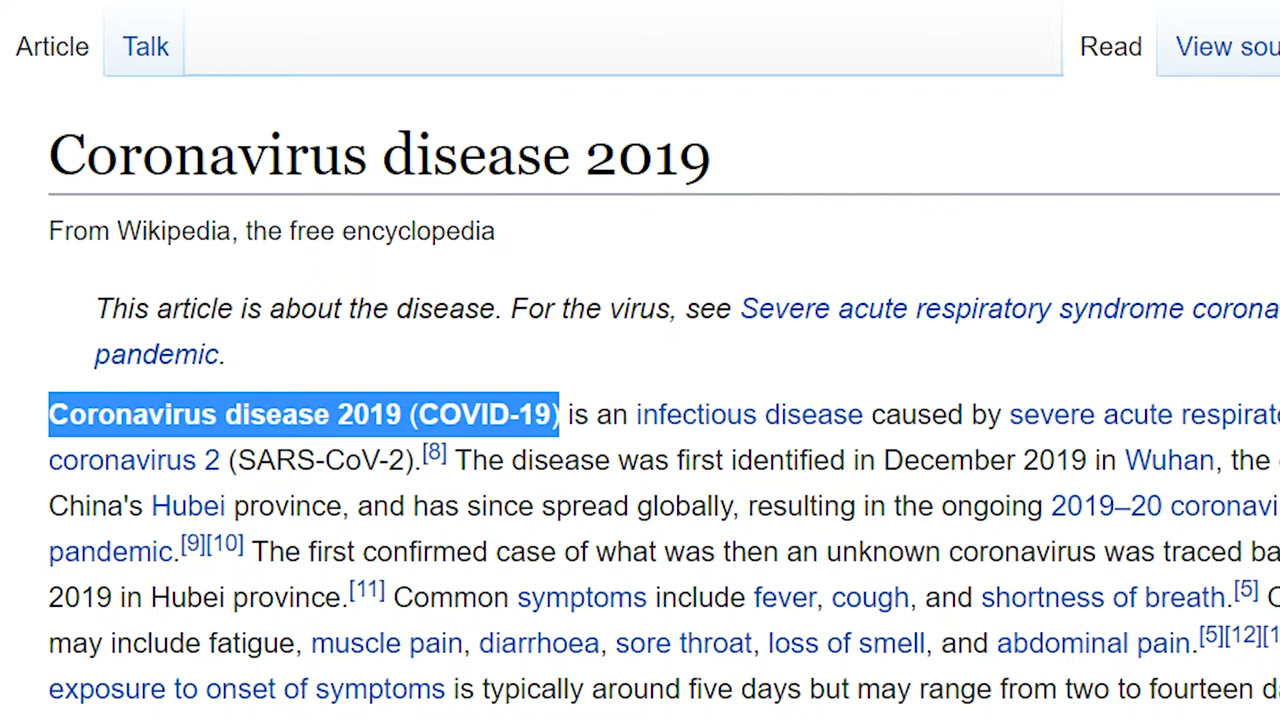 Article Talk Read View
Coronavirus disease 2019
From Wikipedia, the free encyclopedia
This article is about the disease. For the virus, see Severe acute respiratory syndrome
pandemic.
Coronavirus disease 2019 (COVID-19) is an infectious disease caused by severe acute
coronavirus 2 (SARS-CoV-2).[8] The disease was first identified in December 2019 in Wuhan, the
China's Hubei province, and has since spread globally, resulting in the ongoing 2019–20
pandemic.[9][10] The first confirmed case of what was then an unknown coronavirus was traced
2019 in Hubei province.[11] Common symptoms include fever, cough, and shortness of breath.[5]
may include fatigue, muscle pain, diarrhoea, sore throat, loss of smell, and abdominal pain.[5][12]
exposure to onset of symptoms is typically around five days but may range from two to fourteen